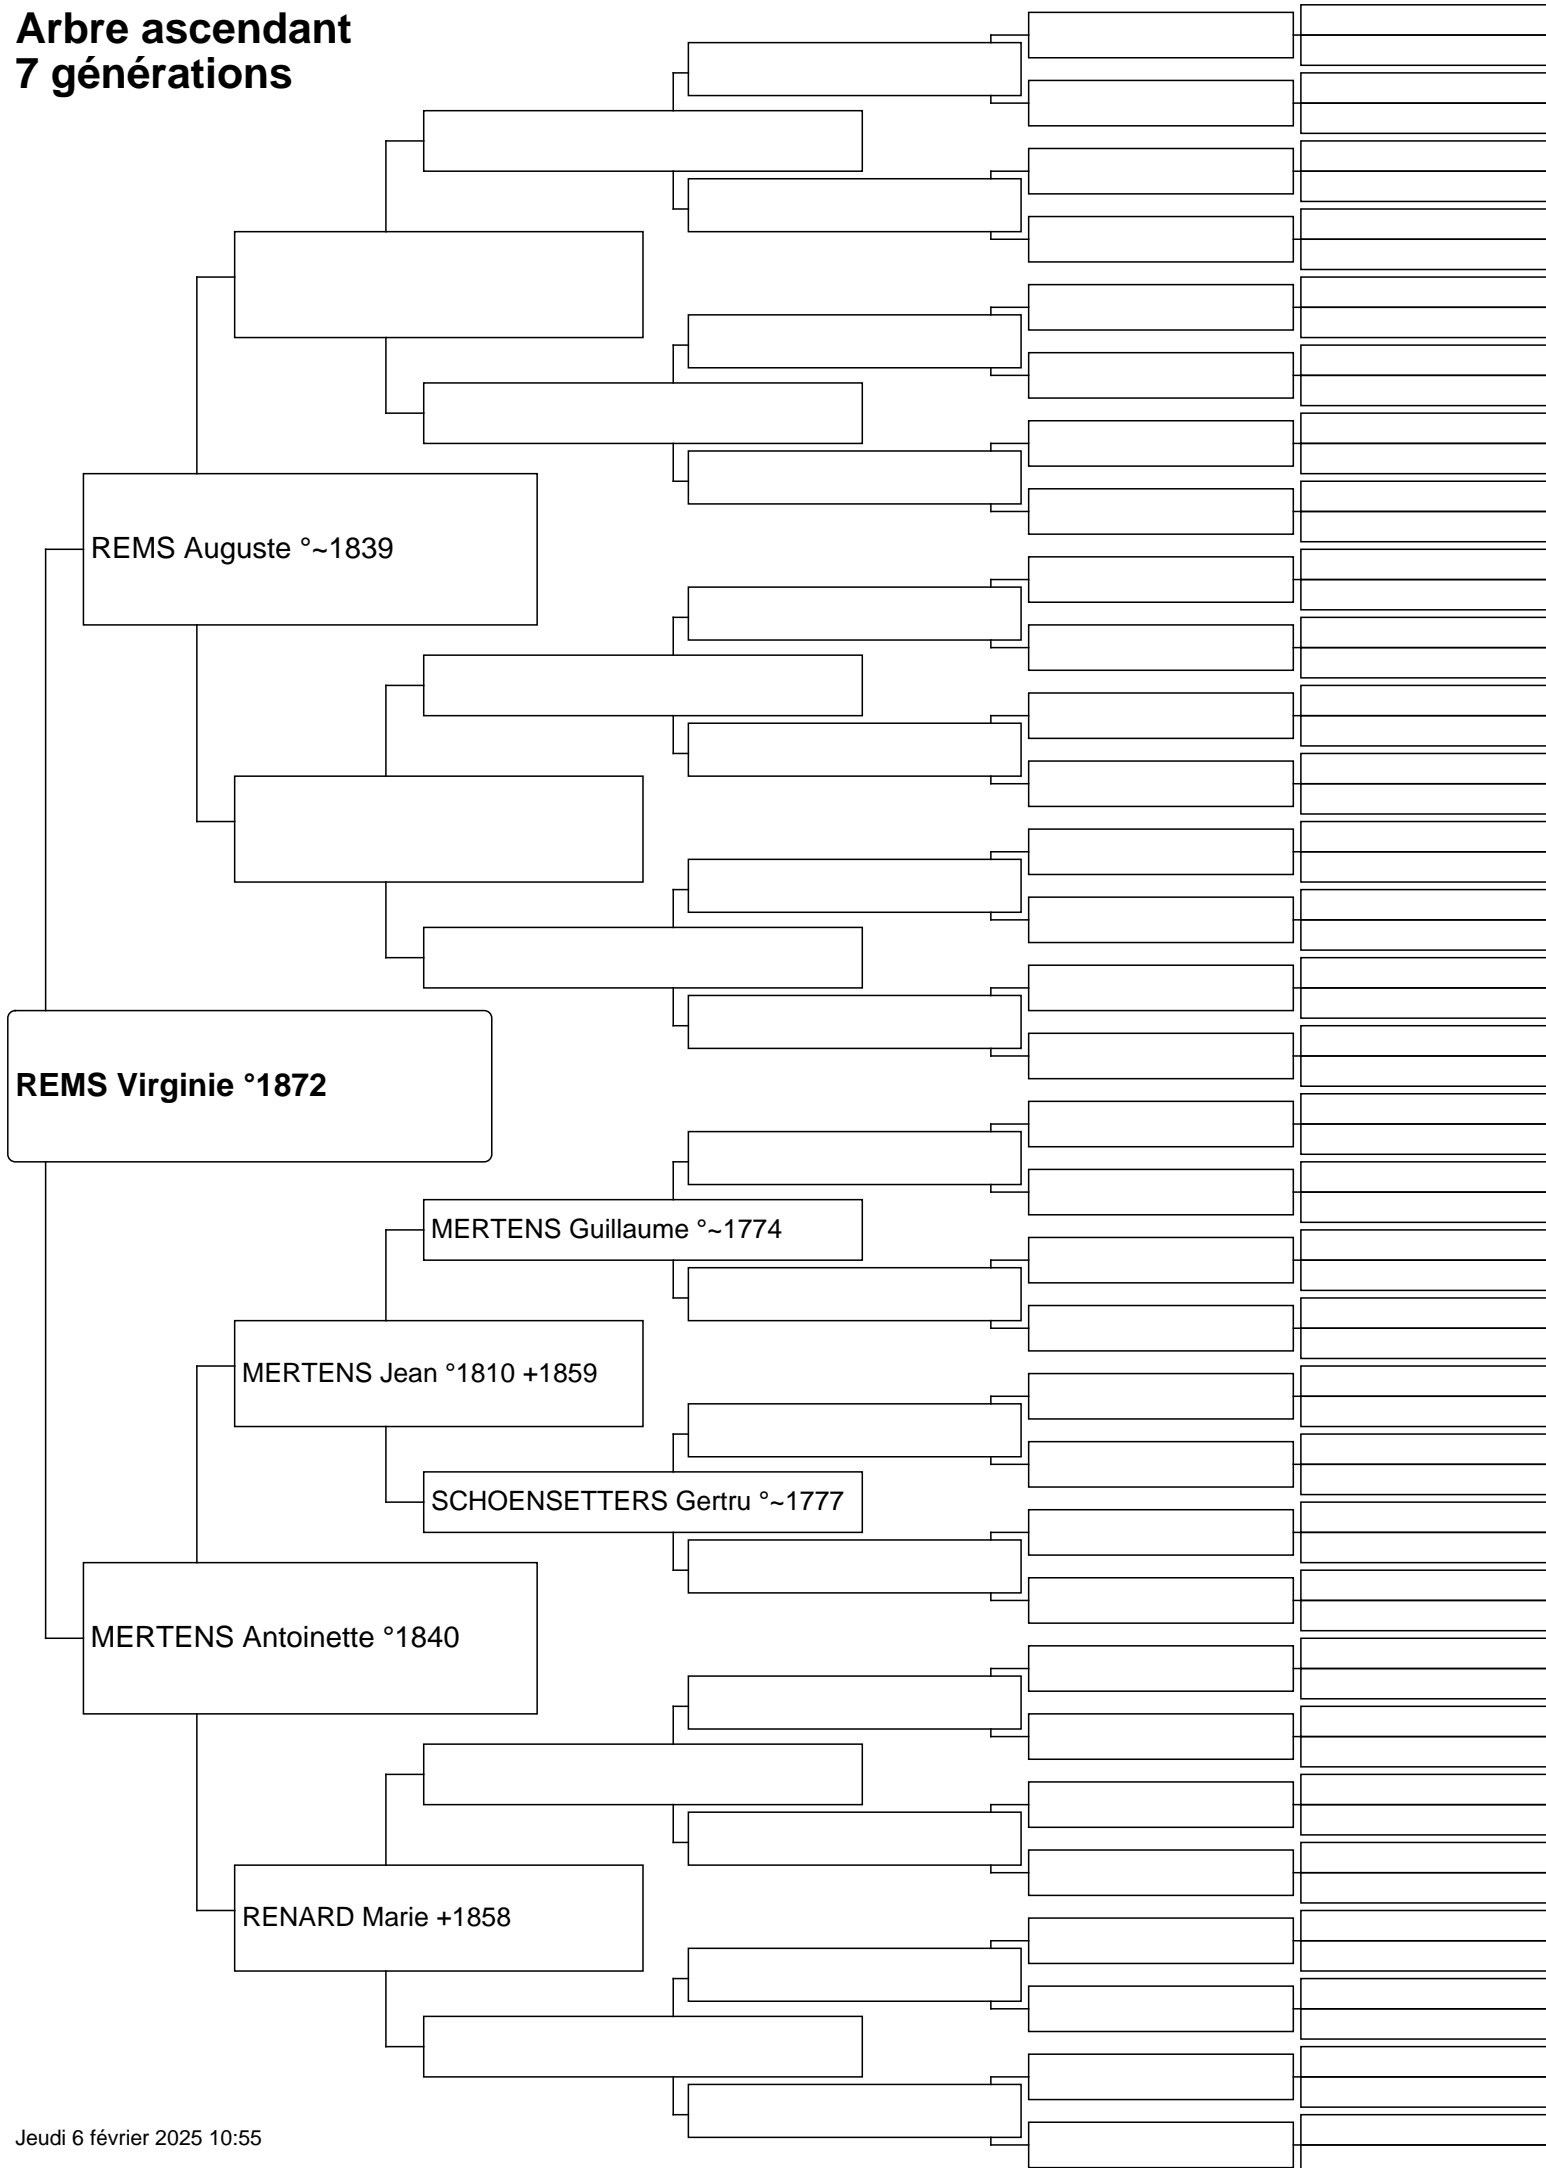 Arbre ascendant
7 générations
REMS Auguste °~1839
REMS Virginie °1872
MERTENS Guillaume °~1774
MERTENS Jean °1810 +1859
SCHOENSETTERS Gertru °~1777
MERTENS Antoinette °1840
RENARD Marie +1858
Jeudi 6 février 2025 10:55